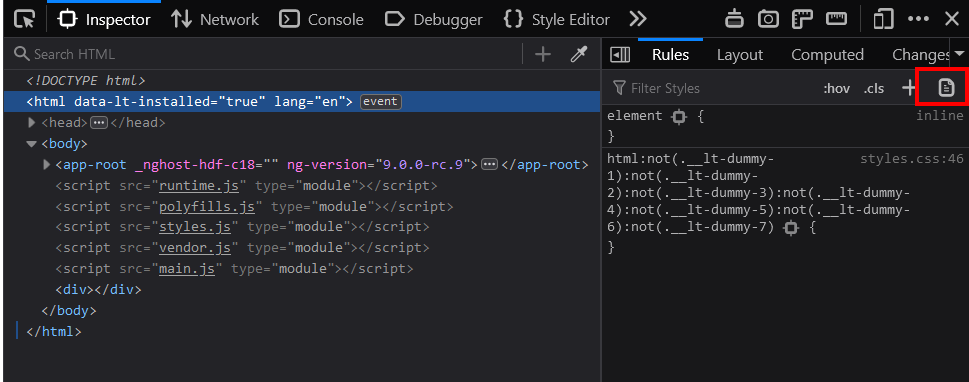 Inspector Network Console Debugger Style Editor
Search HTML
<!DOCTYPE html>
<html data-lt-installed="true" lang="en"> event
<head> </head>
<body>
<app-root _nghost-hdf-c18="" ng-version="9.0.0-rc.9"> </app-root>
<script src="runtime.js" type="module"></script>
<script src="polyfills.js" type="module"></script>
<script src="styles.js" type="module"></script>
<script src="vendor.js" type="module"></script>
<script src="main.js" type="module"></script>
<div></div>
</body>
</html>
Rules Layout Computed Changes
Filter Styles :hov .cls +
element { inline
}
html:not(.__lt-dummy- styles.css:46
1):not(.__lt-dummy-
2):not(.__lt-dummy-3):not(.__lt-dummy-
4):not(.__lt-dummy-5):not(.__lt-dummy-
6):not(.__lt-dummy-7) {
}